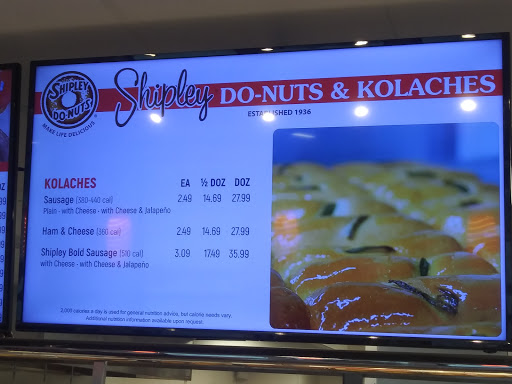 SHIPLEY
DO-NUTS
MAKE LIFE DELICIOUS
Shipley DO-NUTS & KOLACHES
ESTABLISHED 1936
KOLACHES EA ½ DOZ DOZ
Sausage (380-440 cal) 2.49 14.69 27.99
Plain - with Cheese - with Cheese & Jalapeño
Ham & Cheese (360 cal) 2.49 14.69 27.99
Shipley Bold Sausage (510 cal) 3.09 17.49 35.99
with Cheese - with Cheese & Jalapeño
2,000 calories a day is used for general nutrition advice, but calorie needs vary.
Additional nutrition information available upon request.